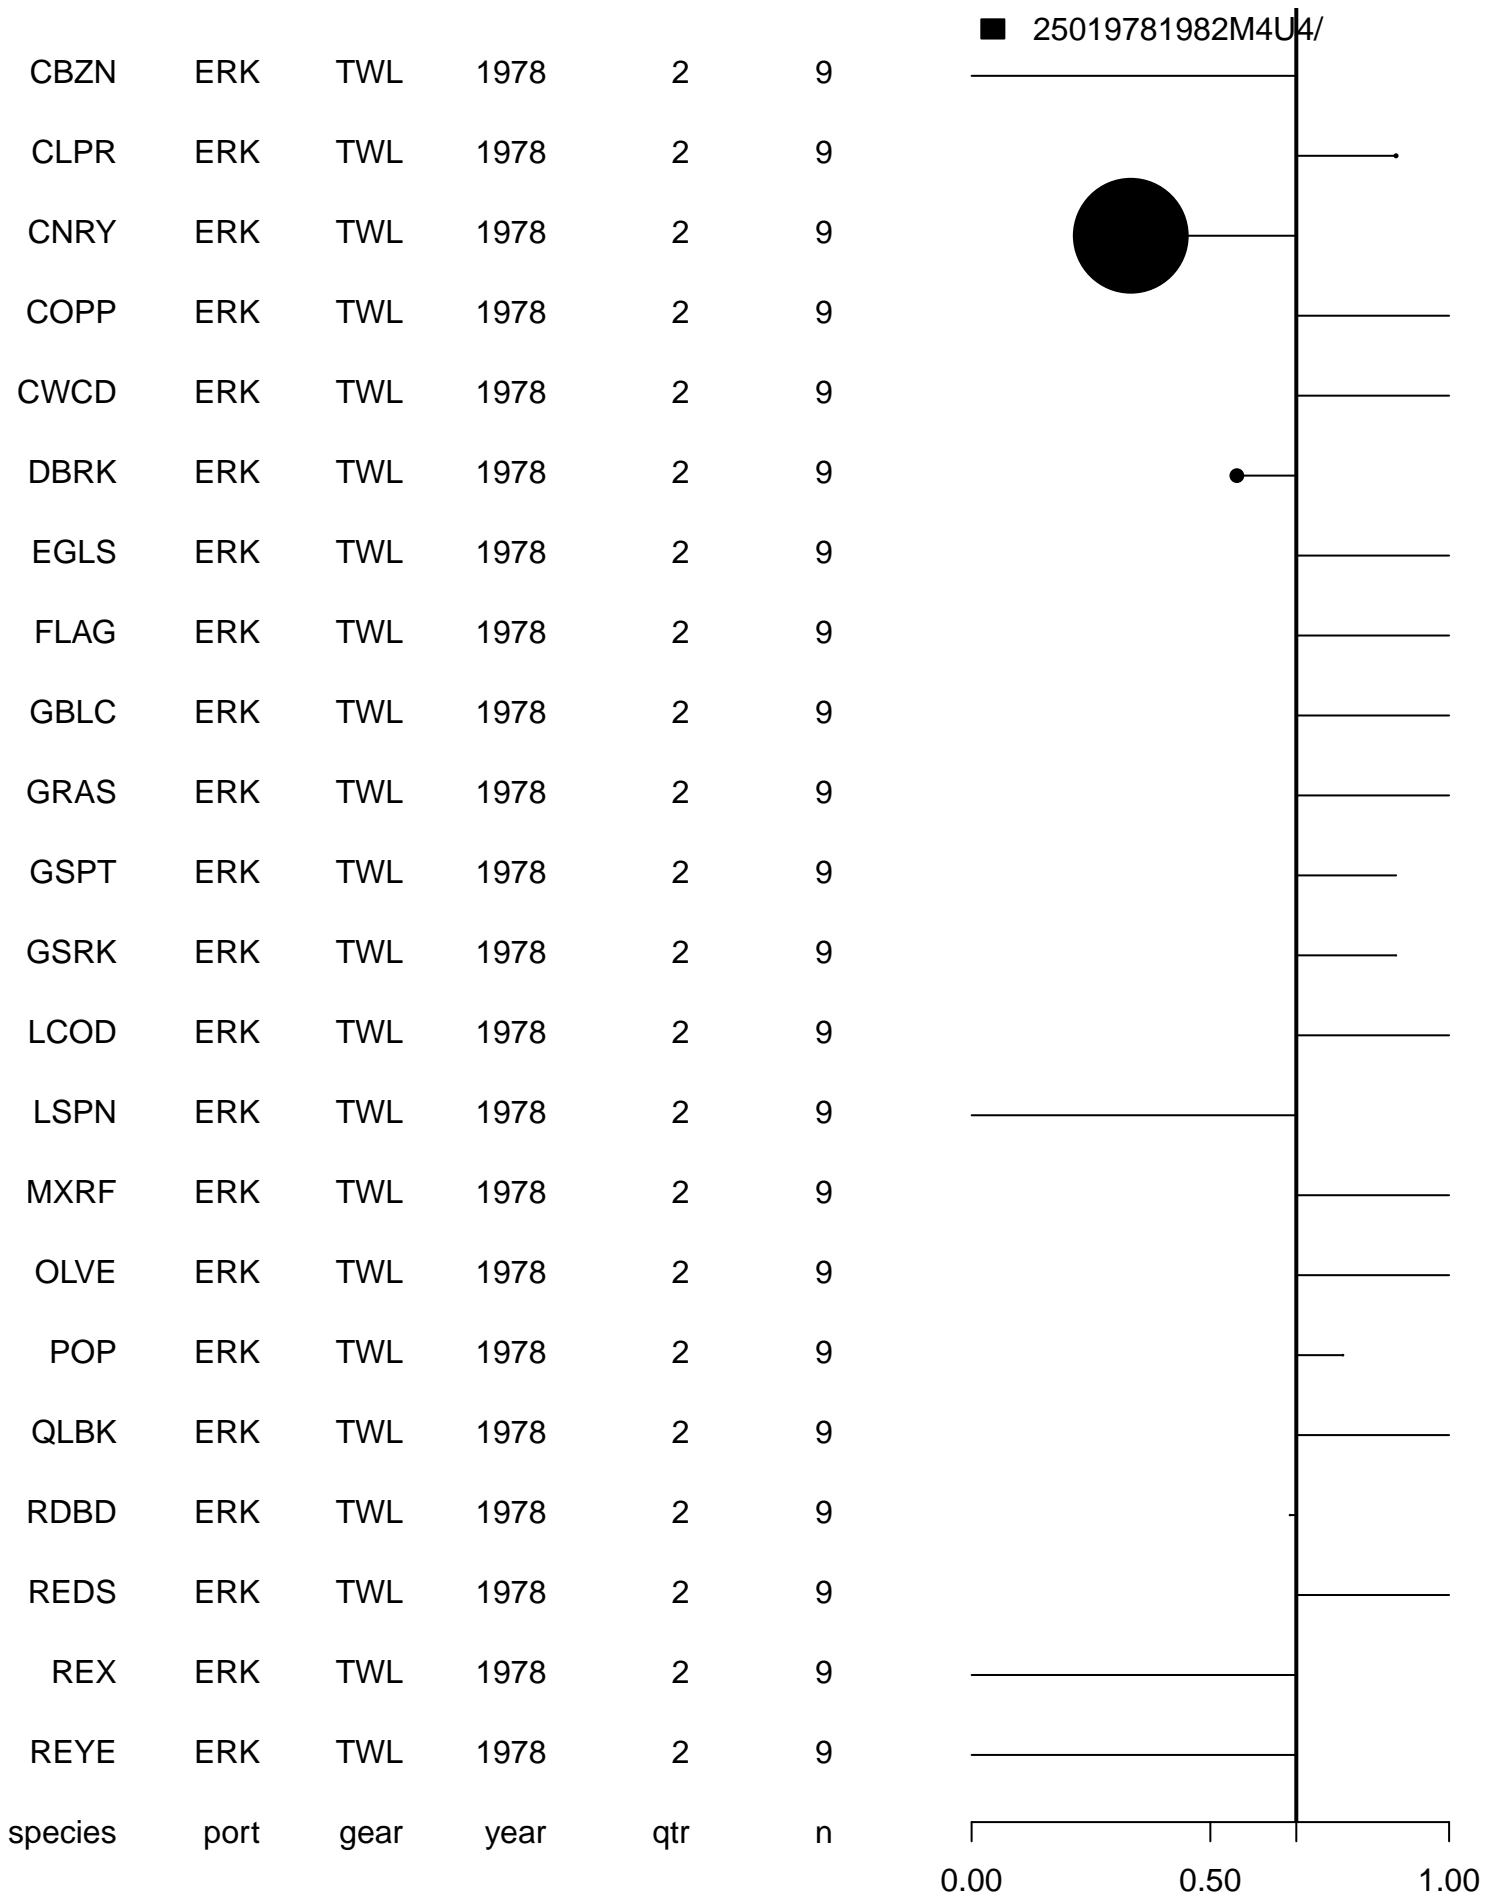 25019781982M4U4/
CBZN ERK TWL 1978 2 9
CLPR ERK TWL 1978 2 9
CNRY ERK TWL 1978 2 9
COPP ERK TWL 1978 2 9
CWCD ERK TWL 1978 2 9
DBRK ERK TWL 1978 2 9
EGLS ERK TWL 1978 2 9
FLAG ERK TWL 1978 2 9
GBLC ERK TWL 1978 2 9
GRAS ERK TWL 1978 2 9
GSPT ERK TWL 1978 2 9
GSRK ERK TWL 1978 2 9
LCOD ERK TWL 1978 2 9
LSPN ERK TWL 1978 2 9
MXRF ERK TWL 1978 2 9
OLVE ERK TWL 1978 2 9
POP ERK TWL 1978 2 9
QLBK ERK TWL 1978 2 9
RDBD ERK TWL 1978 2 9
REDS ERK TWL 1978 2 9
REX ERK TWL 1978 2 9
REYE ERK TWL 1978 2 9
species port gear year qtr n
0.00 0.50 1.00